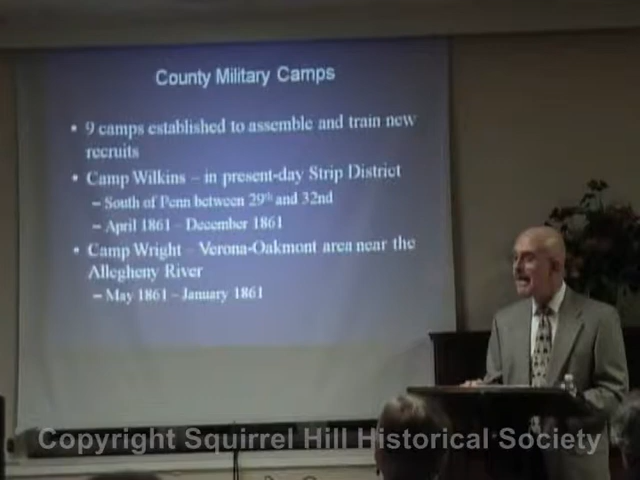 County Military Camps
• 9 camps established to assemble and train new
recruits
• Camp Wilkins – in present-day Strip District
– South of Penn between 29th and 32nd
– April 1861 – December 1861
• Camp Wright – Verona-Oakmont area near the
Allegheny River
– May 1861 – January 1861
Copyright Squirrel Hill Historical Society